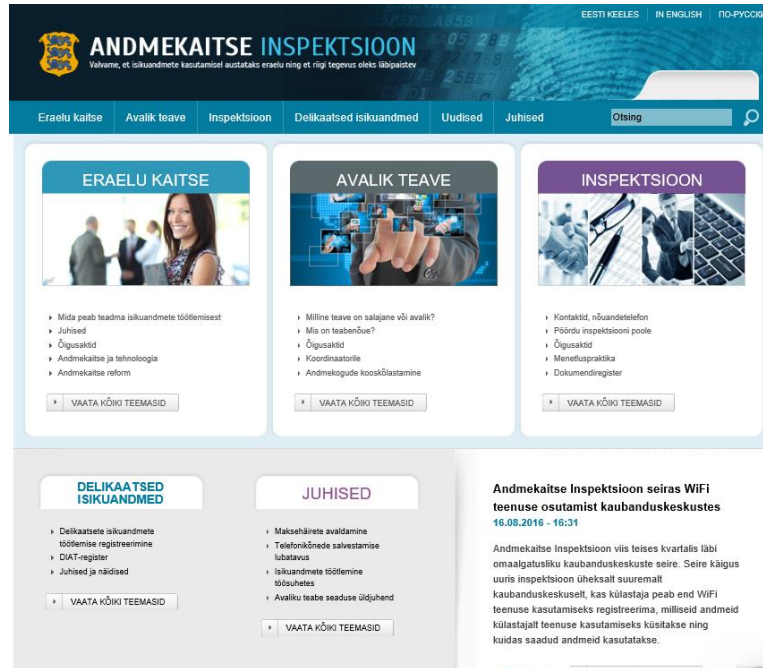 EESTI KEELES IN ENGLISH ПО-РУССКИ
ANDMEKAITSE INSPEKTSIOON
Valvame, et isikuandmete kasutamisel austataks eraelu ning et riigi tegevus oleks läbipaistev
Eraelu kaitse Avalik teave Inspektsioon Delikaatsed isikuandmed Uudised Juhised Otsing
ERAELU KAITSE
Mida peab teadma isikuandmete töötlemisest
Juhised
Õigusaktid
Andmekaitse ja tehnoloogia
Andmekaitse reform
VAATA KÕIKI TEEMASID
AVALIK TEAVE
Milline teave on salajane või avalik?
Mis on teabenõue?
Õigusaktid
Koordinaatorile
Andmekogude kooskõlastamine
VAATA KÕIKI TEEMASID
INSPEKTSIOON
Kontaktid, nõuandetelefon
Pöördu inspektsiooni poole
Õigusaktid
Menetluspraktika
Dokumendiregister
VAATA KÕIKI TEEMASID
DELIKAATSED
ISIKUANDMED
Delikaatsete isikuandmete
töötlemise registreerimine
DIAT-register
Juhised ja näidised
VAATA KÕIKI TEEMASID
JUHISED
Maksehäirete avaldamine
Telefonikõnede salvestamise
lubatavus
Isikuandmete töötlemine
töösuhetes
Avaliku teabe seaduse üldjuhend
VAATA KÕIKI TEEMASID
Andmekaitse Inspektsioon seiras WiFi
teenuse osutamist kaubanduskeskustes
16.08.2016 - 16:31
Andmekaitse Inspektsioon viis teises kvartalis läbi
omaalgatusliku kaubanduskeskuste seire. Seire käigus
uuris inspektsioon üheksalt suuremalt
kaubanduskeskuselt, kas külastaja peab end WiFi
teenuse kasutamiseks registreerima, milliseid andmeid
külastajalt teenuse kasutamiseks küsitakse ning
kuidas saadud andmeid kasutatakse.